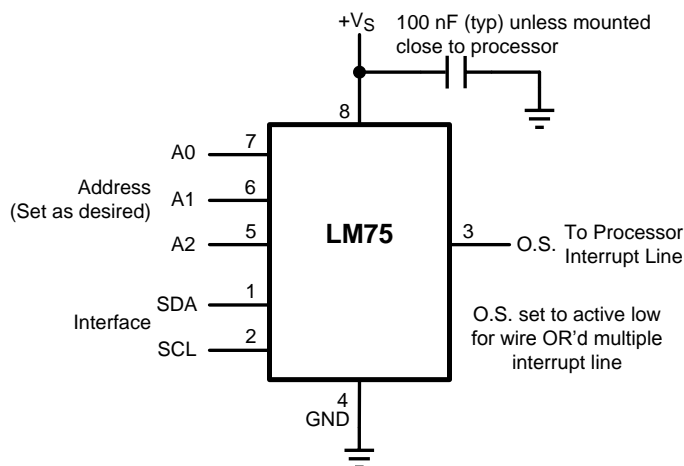 +VS
100 nF (typ) unless mounted
close to processor
8
7
A0
Address
(Set as desired)
6
A1
5
A2
LM75
3
O.S.
To Processor
Interrupt Line
1
SDA
Interface
2
SCL
O.S. set to active low
for wire OR'd multiple
interrupt line
4
GND